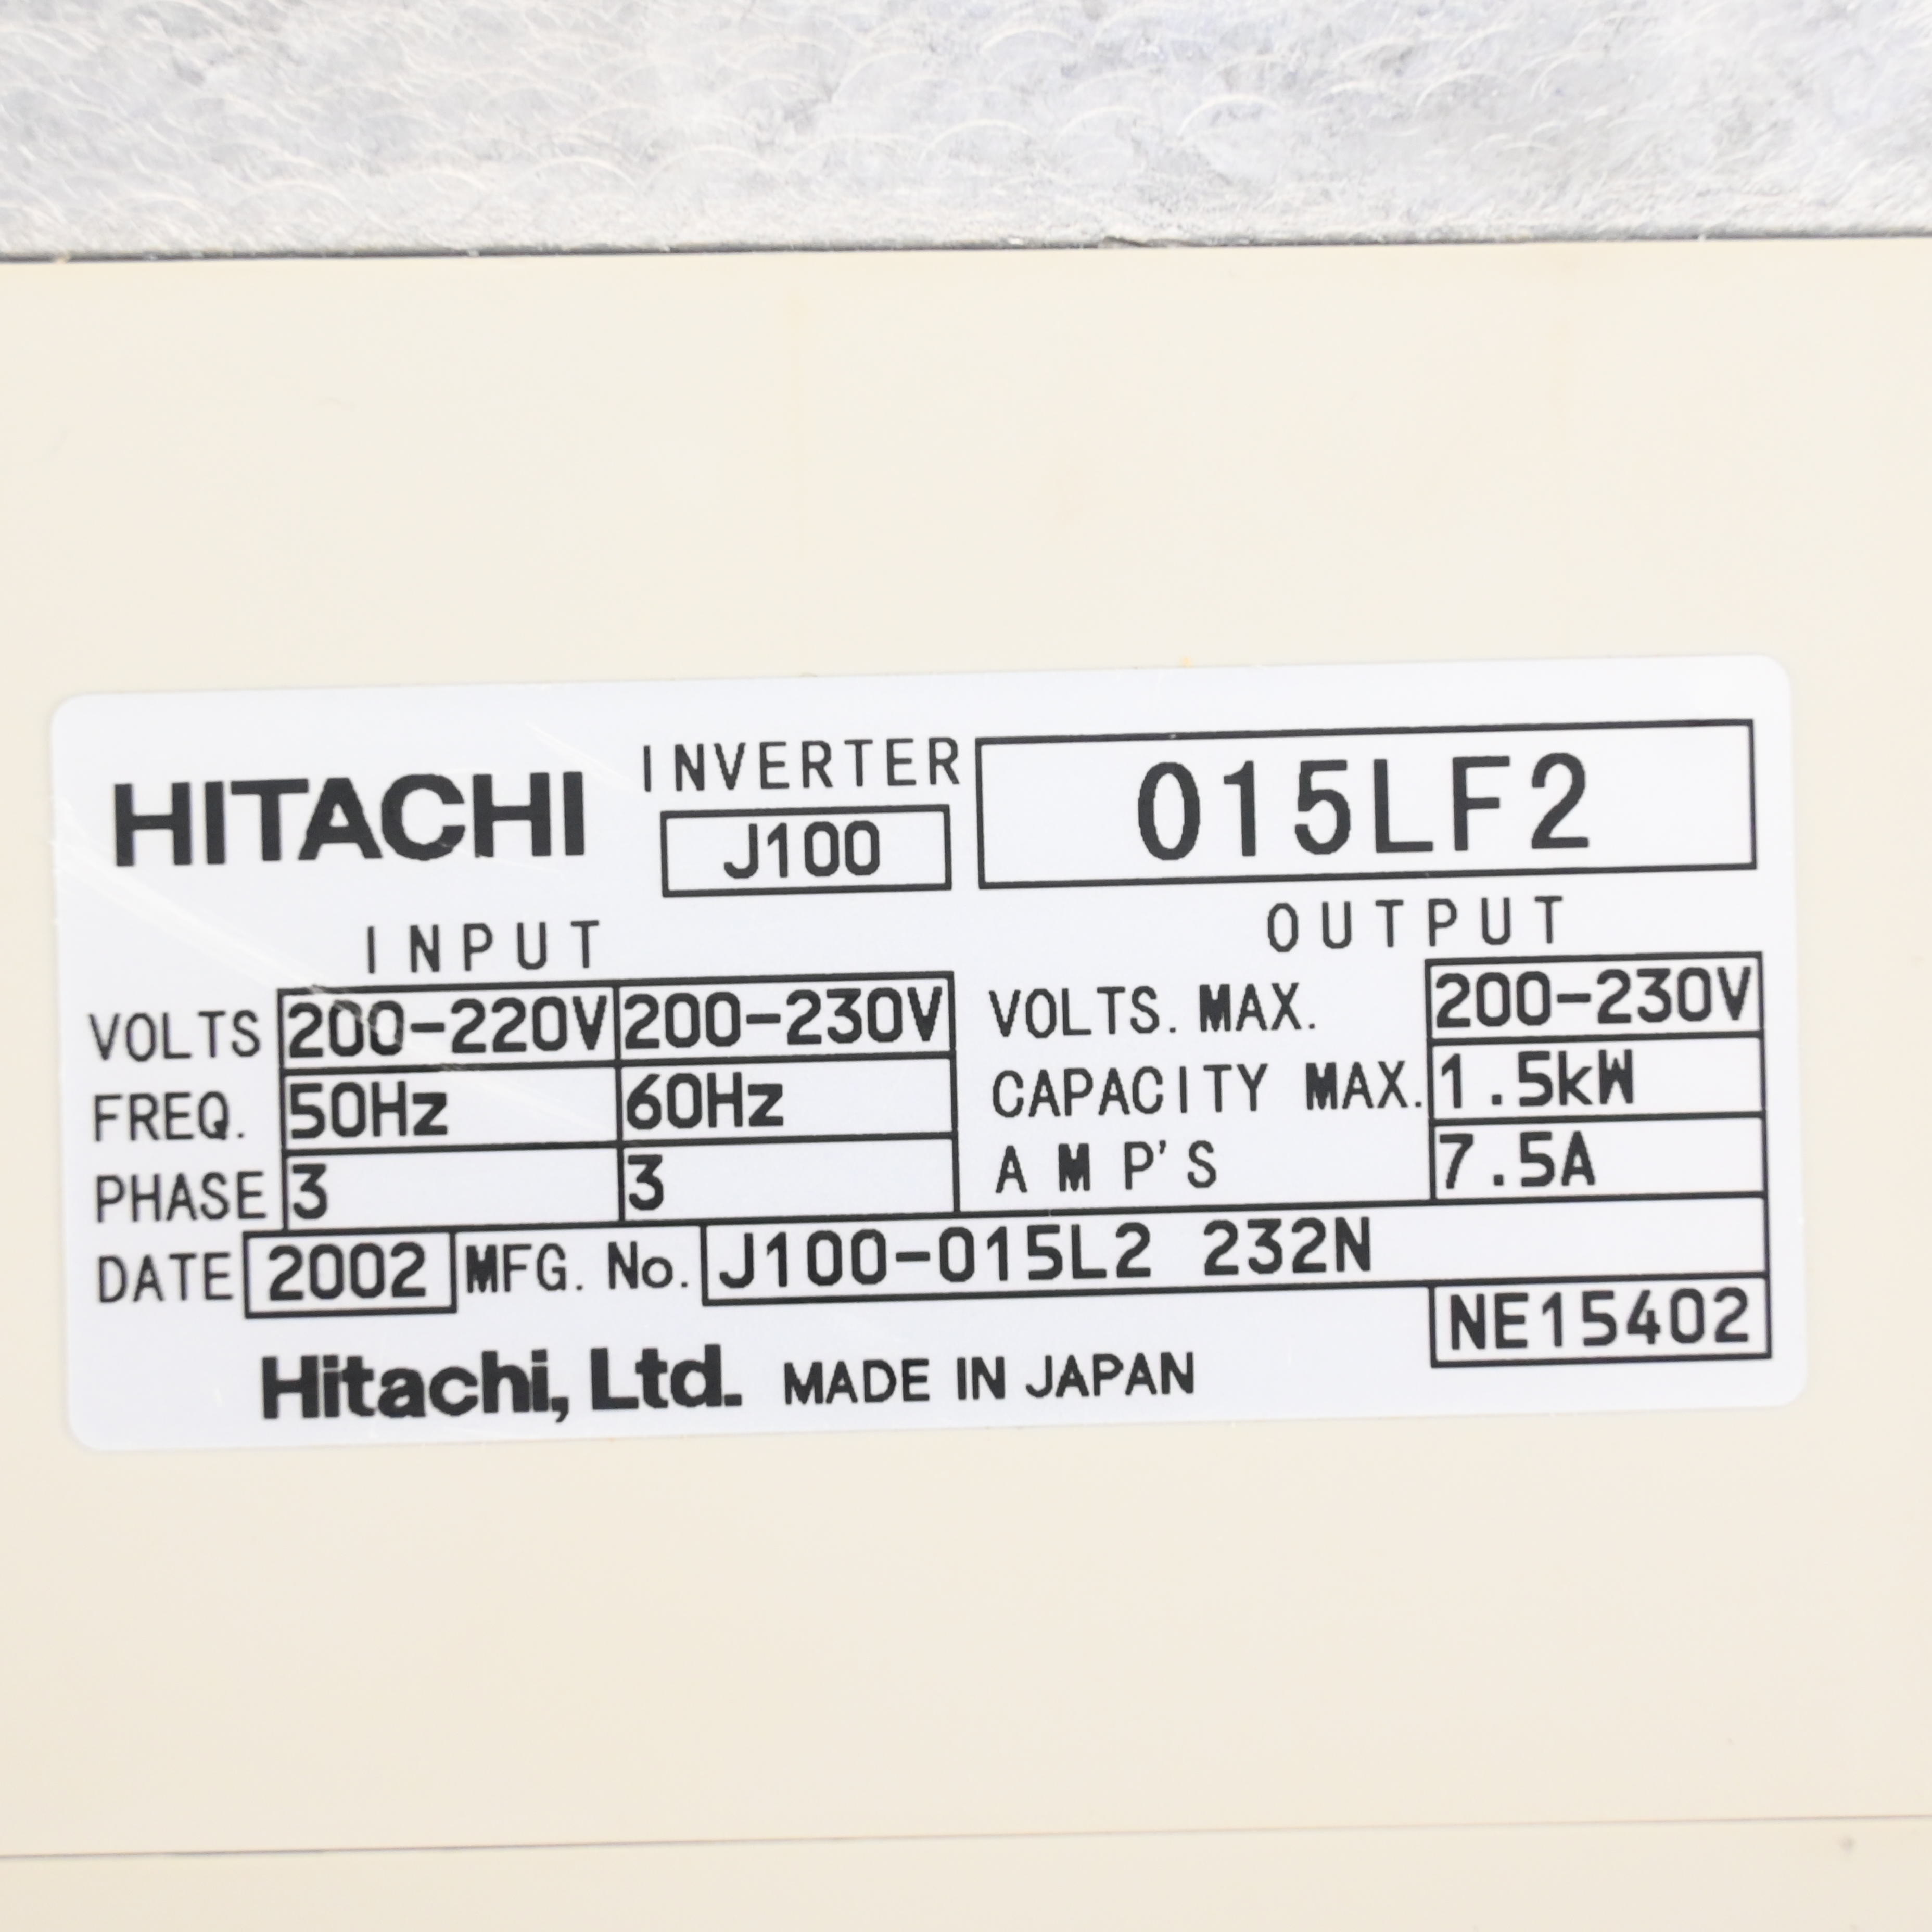 HITACHI INVERTER J100 015LF2
INPUT OUTPUT
VOLTS 200-220V 200-230V VOLTS. MAX. 200-230V
FREQ. 50Hz 60Hz CAPACITY MAX. 1.5kW
PHASE 3 3 AMP'S 7.5A
DATE 2002 MFG. No. J100-015L2 232N
NE15402
Hitachi, Ltd. MADE IN JAPAN